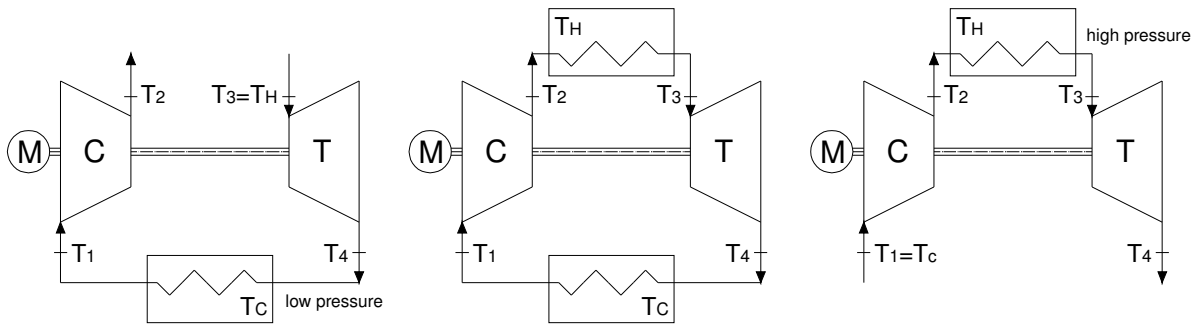 TH
high pressure
T2
T3=TH
M
C
T
T1
T4
TC
low pressure
TH
T2
T3
M
C
T
T1
T4
TC
T2
T3
M
C
T
T1=Tc
T4